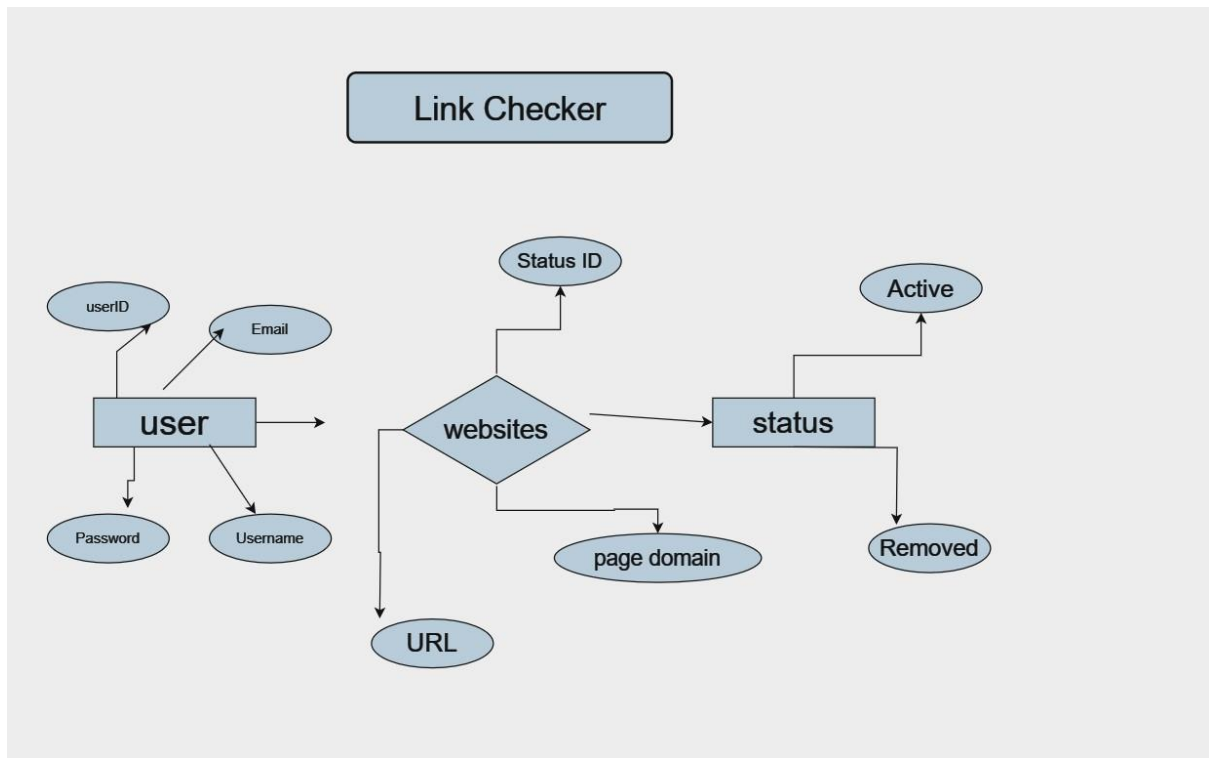 Link Checker
Status ID
Active
userID
Email
user
websites
status
Password
Username
page domain
Removed
URL